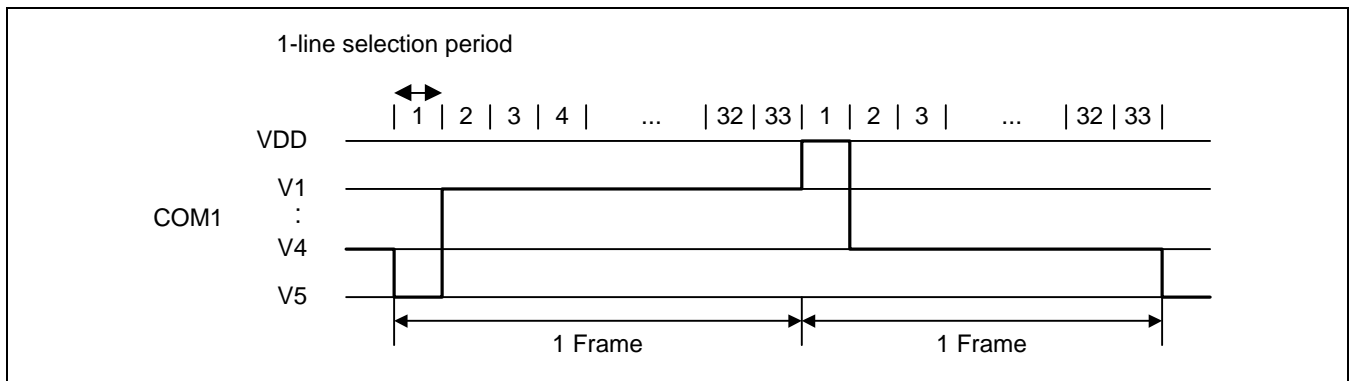 1-line selection period
| 1 | 2 | 3 | 4 | ... | 32 | 33 | 1 | 2 | 3 | ... | 32 | 33 |
VDD
V1
COM1 :
V4
V5
1 Frame 1 Frame